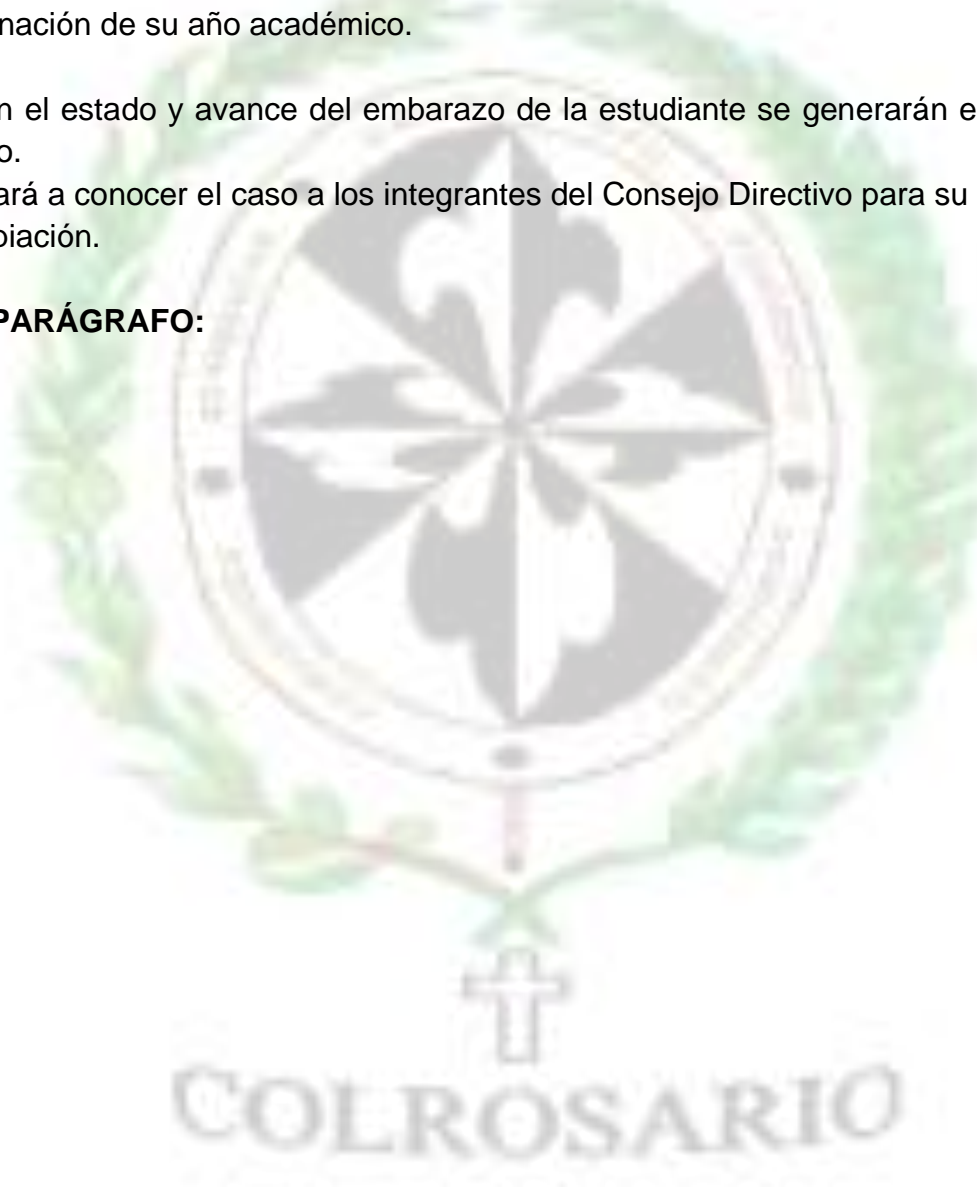 nación de su año académico.
n el estado y avance del embarazo de la estudiante se generarán e
o.
ará a conocer el caso a los integrantes del Consejo Directivo para su
piación.
PARÁGRAFO:
COLROSARIO